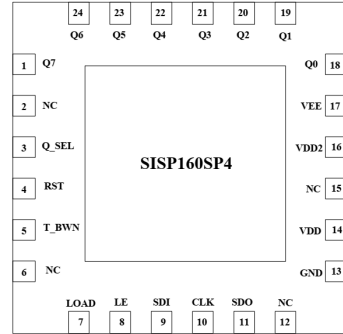 24 23 22 21 20 19
Q6 Q5 Q4 Q3 Q2 Q1
1 Q7 Q0 18
2 NC VEE 17
3 Q_SEL VDD2 16
SISP160SP4
4 RST NC 15
5 T_BWN VDD 14
6 NC GND 13
LOAD LE SDI CLK SDO NC
7 8 9 10 11 12